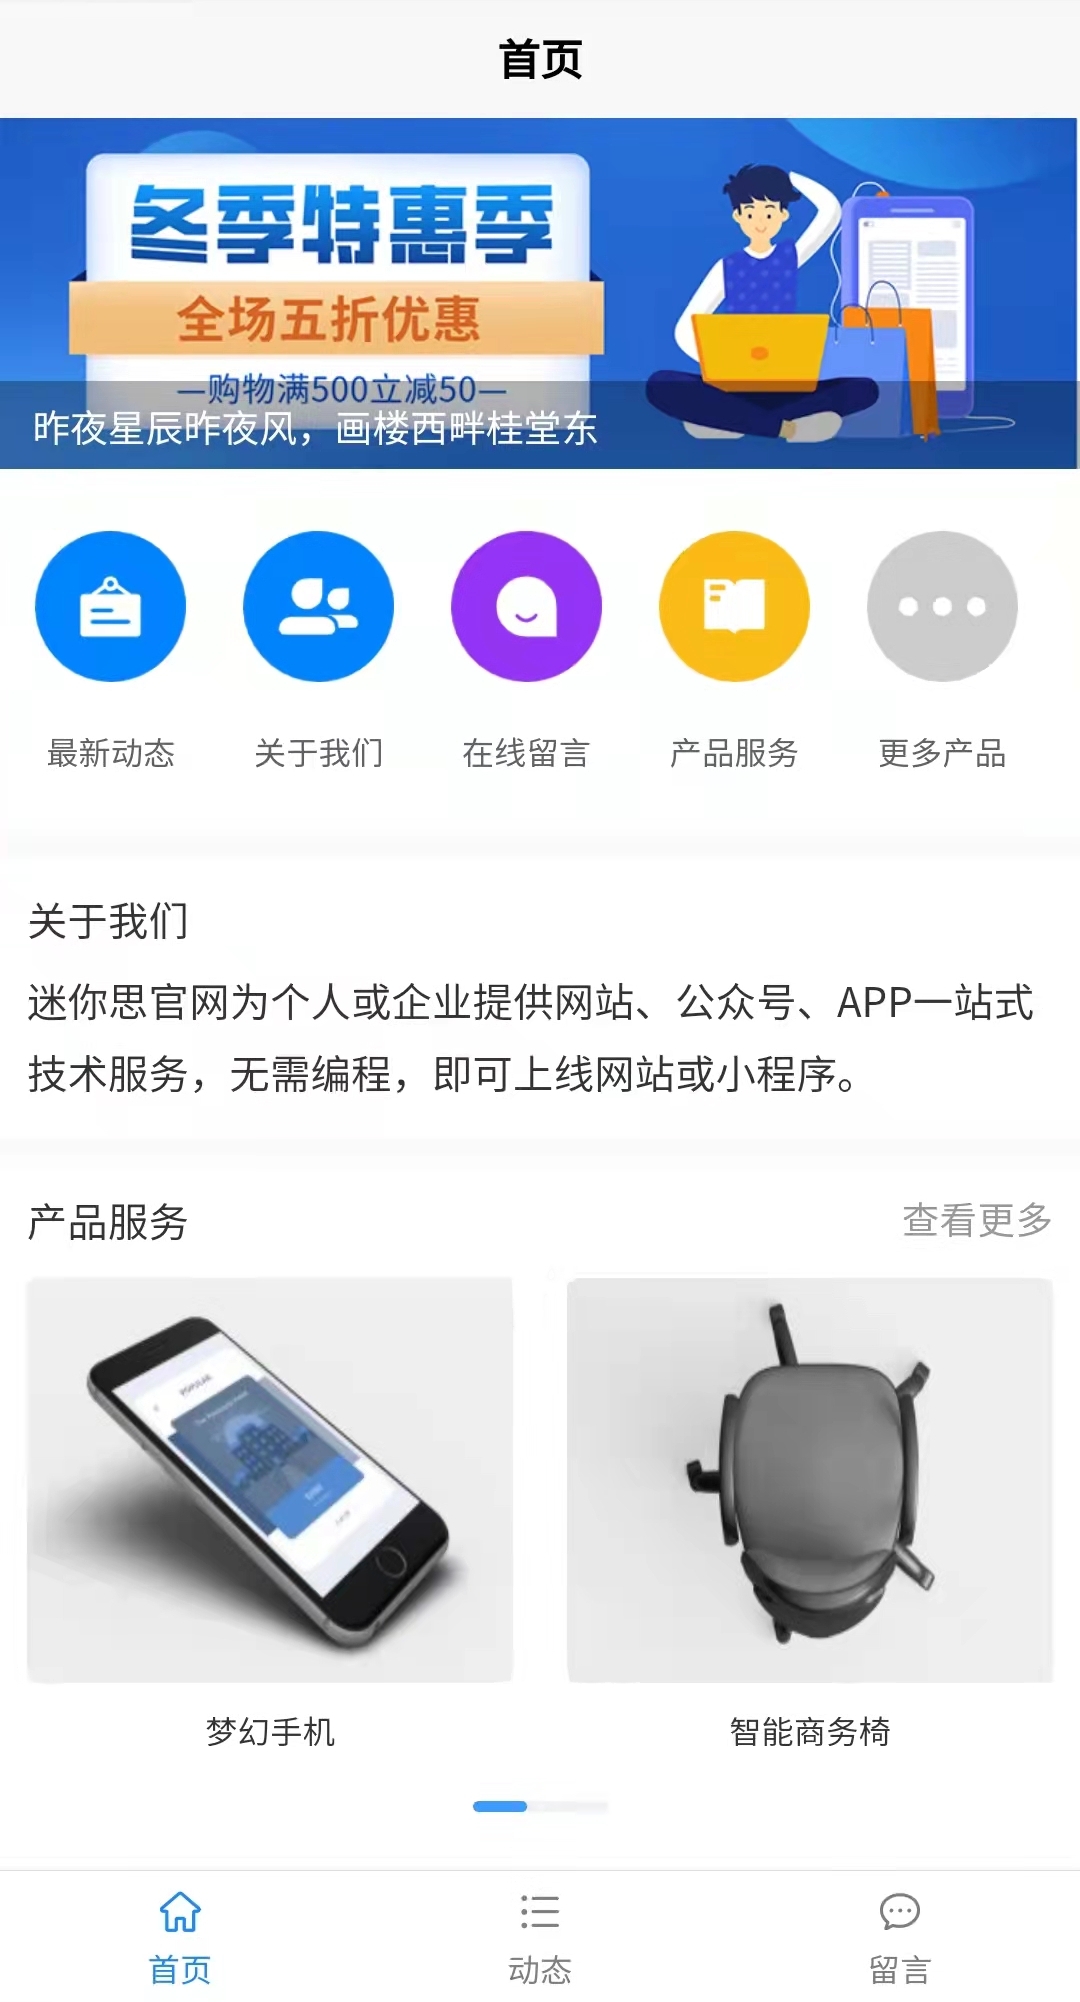 首页
冬季特惠季
全场五折优惠
—购物满500立减50—
昨夜星辰昨夜风，画楼西畔桂堂东
最新动态 关于我们 在线留言 产品服务 更多产品
关于我们
迷你思官网为个人或企业提供网站、公众号、APP一站式
技术服务，无需编程，即可上线网站或小程序。
产品服务 查看更多
POPULAR
梦幻手机 智能商务椅
首页 动态 留言